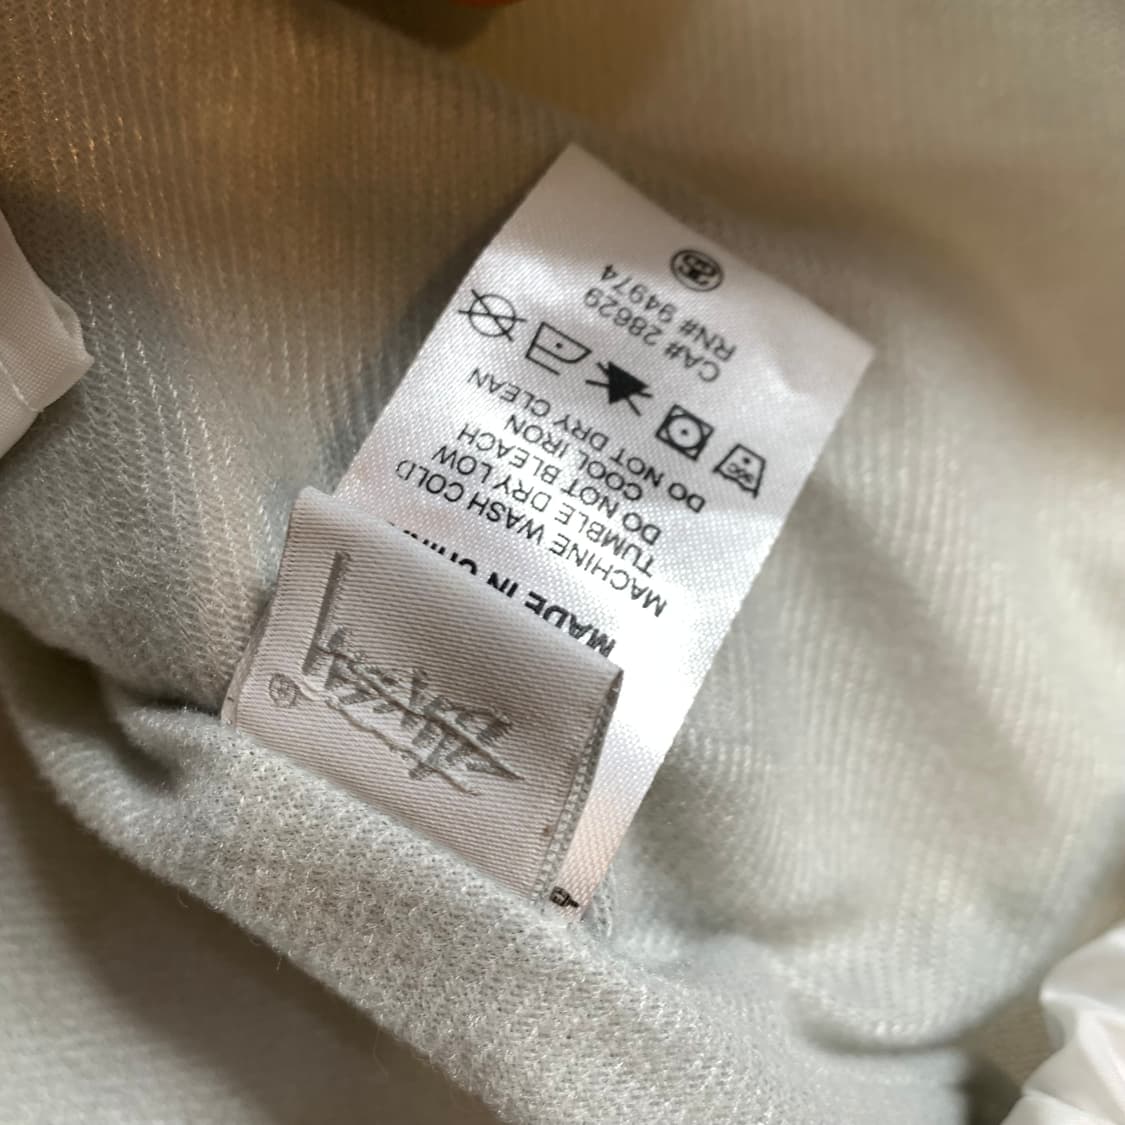 MADE IN CHIN
MACHINE WASH COLD
TUMBLE DRY LOW
DO NOT BLEACH
COOL IRON
DO NOT DRY CLEAN
CA# 28629
RN# 94974